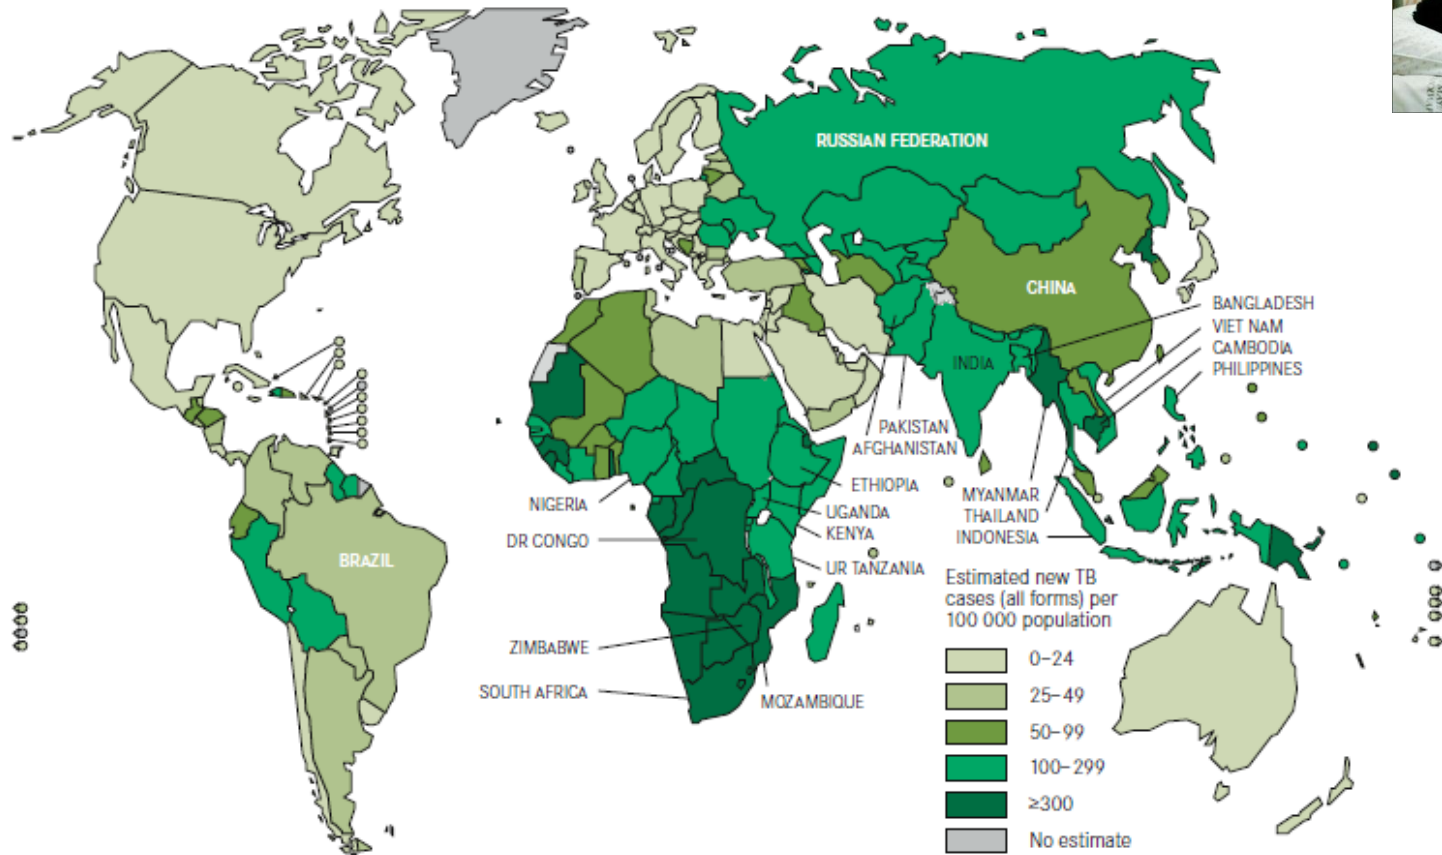 RUSSIAN FEDERATION
CHINA
BANGLADESH
VIET NAM
CAMBODIA
PHILIPPINES
INDIA
PAKISTAN
AFGHANISTAN
ETHIOPIA
NIGERIA
MYANMAR
UGANDA
THAILAND
KENYA
DR CONGO
INDONESIA
BRAZIL
UR TANZANIA
ZIMBABWE
SOUTH AFRICA
MOZAMBIQUE
Estimated new TB
cases (all forms) per
100 000 population
0–24
25–49
50–99
100–299
≥300
No estimate